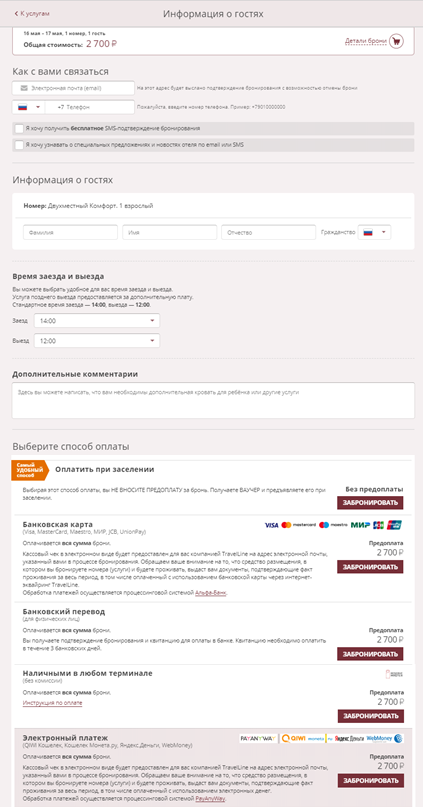 К услугам
Информация о гостях
16 мая – 17 мая, 1 номер, 1 гость
Общая стоимость: 2 700 ₽
Детали брони
Как с вами связаться
Электронная почта (email)
На этот адрес будет выслано подтверждение бронирования с возможностью отмены брони
+7 Телефон
Пожалуйста, введите номер телефона. Пример: +79010000000
Я хочу получить бесплатное SMS-подтверждение бронирования
Я хочу узнавать о специальных предложениях и новостях отеля по email или SMS
Информация о гостях
Номер: Двухместный Комфорт. 1 взрослый
Фамилия
Имя
Отчество
Гражданство
Время заезда и выезда
Вы можете выбрать удобное для вас время заезда и выезда.
Услуга позднего выезда предоставляется за дополнительную плату.
Стандартное время заезда — 14:00, выезда — 12:00.
Заезд 14:00
Выезд 12:00
Дополнительные комментарии
Здесь вы можете написать, что вам необходимы дополнительная кровать для ребёнка или другие услуги
Выберите способ оплаты
Самый
УДОБНЫЙ
способ
Оплатить при заселении
Выбирая этот способ оплаты, вы НЕ ВНОСИТЕ ПРЕДОПЛАТУ за бронь. Получаете ВАУЧЕР и предъявляете его при
заселении.
Без предоплаты
ЗАБРОНИРОВАТЬ
Банковская карта
(Visa, MasterCard, Maestro, МИР, JCB, UnionPay)
VISA mastercard maestro МИР JCB UnionPay
Оплачивается вся сумма брони.
Кассовый чек в электронном виде будет предоставлен для вас компанией TravelLine на адрес электронной почты,
указанный вами в процессе бронирования. Обращаем ваше внимание на то, что средство размещения, в
котором вы бронируете номера (услуги) и будете проживать, выдаст вам документы, подтверждающие факт
проживания за весь период, в том числе оплаченный с использованием банковской карты через интернет-
эквайринг TravelLine.
Обработка платежей осуществляется процессинговой системой Альфа-Банк.
Предоплата
2 700 ₽
ЗАБРОНИРОВАТЬ
Банковский перевод
(для физических лиц)
Оплачивается вся сумма брони.
Вы получаете подтверждение бронирования и квитанцию для оплаты в банке. Квитанцию необходимо оплатить
в течение 3 банковских дней.
Предоплата
2 700 ₽
ЗАБРОНИРОВАТЬ
Наличными в любом терминале
(без комиссии)
Оплачивается вся сумма брони.
Инструкция по оплате
Предоплата
2 700 ₽
ЗАБРОНИРОВАТЬ
Электронный платеж
(QIWI Кошелек, Кошелек Монета.ру, Яндекс.Деньги, WebMoney)
PAYANYWAY QIWI Яндекс Деньги WebMoney
Оплачивается вся сумма брони.
Кассовый чек в электронном виде будет предоставлен для вас компанией TravelLine на адрес электронной почты,
указанный вами в процессе бронирования. Обращаем ваше внимание на то, что средство размещения, в
котором вы бронируете номера (услуги) и будете проживать, выдаст вам документы, подтверждающие факт
проживания за весь период, в том числе оплаченный с использованием электронных денег.
Обработка платежей осуществляется процессинговой системой PayAnyWay.
Предоплата
2 700 ₽
ЗАБРОНИРОВАТЬ